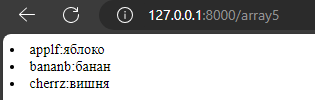 127.0.0.1:8000/array5
• applf:яблоко
• bananb:банан
• cherrz:вишня